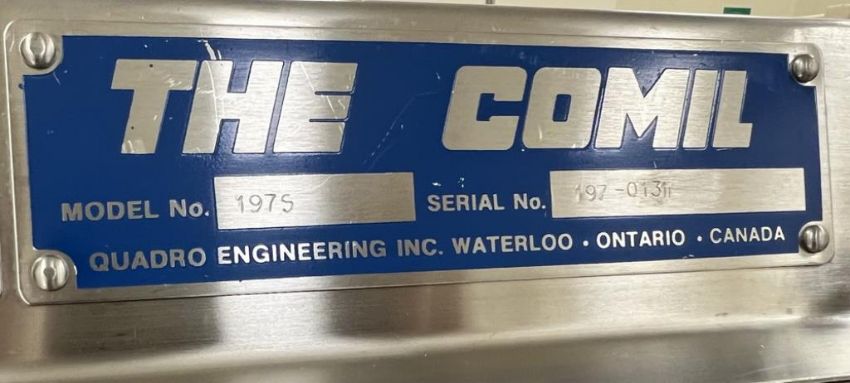 THE COMIL
MODEL No. 197S SERIAL No.
QUADRO ENGINEERING INC. WATERLOO · ONTARIO · CANADA